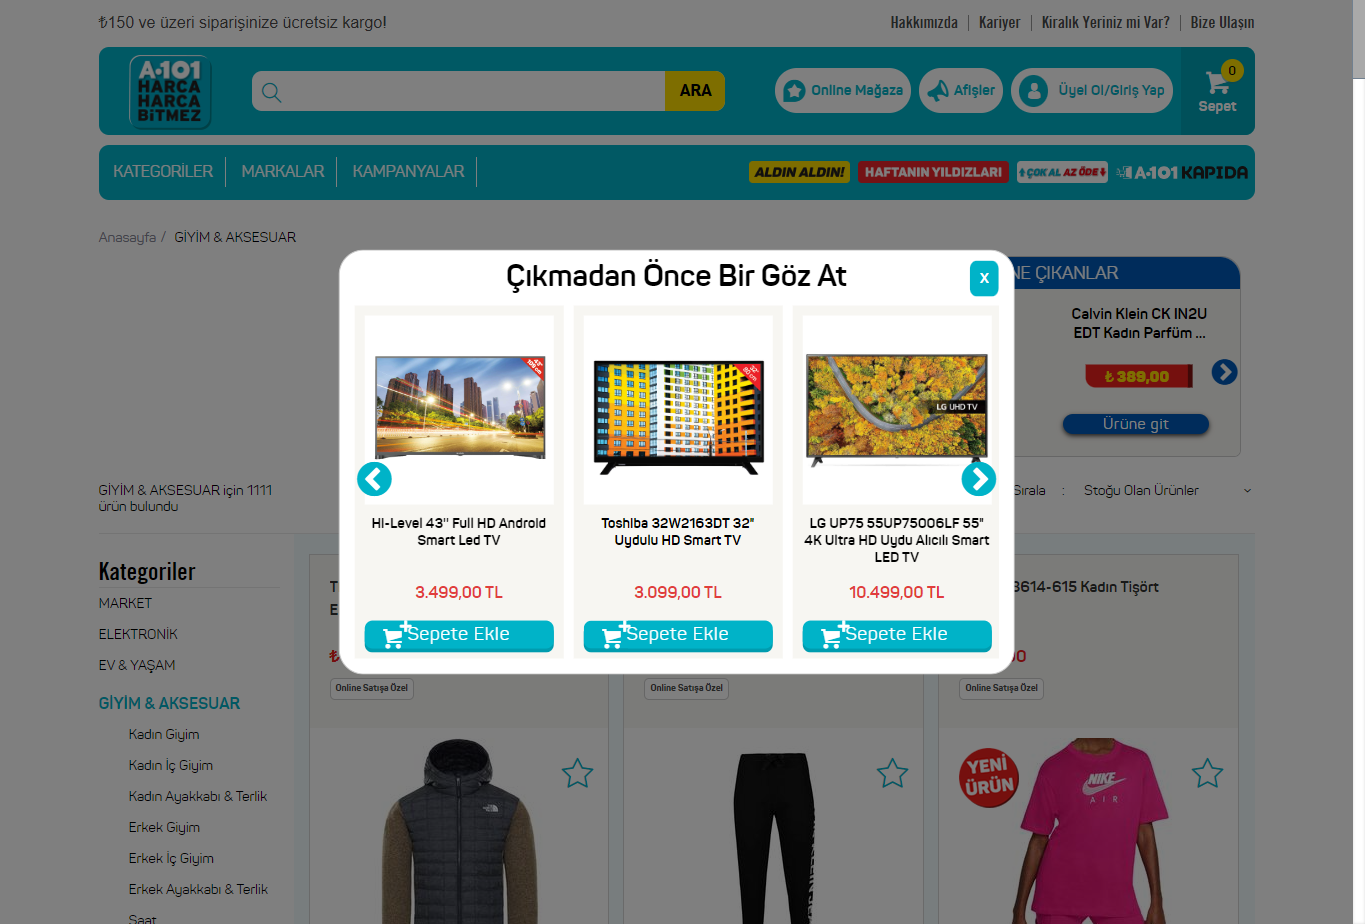 ₺150 ve üzeri siparişinize ücretsiz kargo!
Hakkımızda
Kariyer
Kiralık Yeriniz mi Var?
Bize Ulaşın
A101
HARCA
HARCA
BiTMEZ
ARA
Online Mağaza
Afişler
Üyel Ol/Giriş Yap
0
Sepet
KATEGORİLER
MARKALAR
KAMPANYALAR
ALDIN ALDIN!
HAFTANIN YILDIZLARI
ÇOK AL AZ ÖDE
A101 KAPIDA
Anasayfa / GİYİM & AKSESUAR
Çıkmadan Önce Bir Göz At
X
NE ÇIKANLAR
Calvin Klein CK IN2U
EDT Kadın Parfüm ...
₺ 389,00
Ürüne git
LG UHD TV
Hi-Level 43'' Full HD Android
Smart Led TV
3.499,00 TL
Sepete Ekle
Toshiba 32W2163DT 32"
Uydulu HD Smart TV
3.099,00 TL
Sepete Ekle
LG UP75 55UP75006LF 55"
4K Ultra HD Uydu Alıcılı Smart
LED TV
10.499,00 TL
Sepete Ekle
GİYİM & AKSESUAR için 1111
ürün bulundu
Sırala :
Stoğu Olan Ürünler
Kategoriler
MARKET
ELEKTRONİK
EV & YAŞAM
GİYİM & AKSESUAR
Kadın Giyim
Kadın İç Giyim
Kadın Ayakkabı & Terlik
Erkek Giyim
Erkek İç Giyim
Erkek Ayakkabı & Terlik
Saat
3614-615 Kadın Tişört
Online Satışa Özel
Online Satışa Özel
Online Satışa Özel
YENİ
ÜRÜN
NIKE
AIR